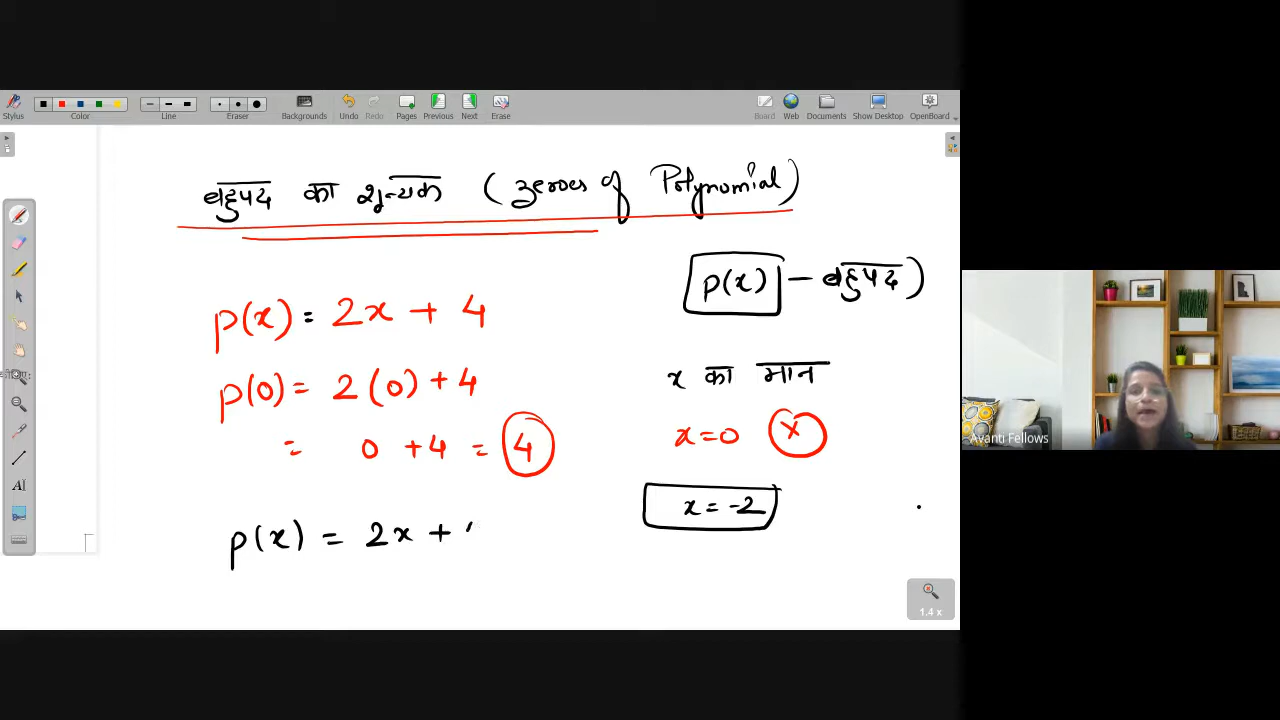 Stylus
Color
Line
Eraser
Backgrounds
Undo
Redo
Pages
Previous
Next
Erase
Board
Web
Documents
Show Desktop
OpenBoard
बहुपद का शून्यक (zeroes of Polynomial)
p(x) - बहुपद)
p(x) = 2x + 4
p(0) = 2(0) + 4
x का मान
= 0 + 4 = 4
x = 0 X
x = -2
p(x) = 2x +
Avanti Fellows
1.4 x